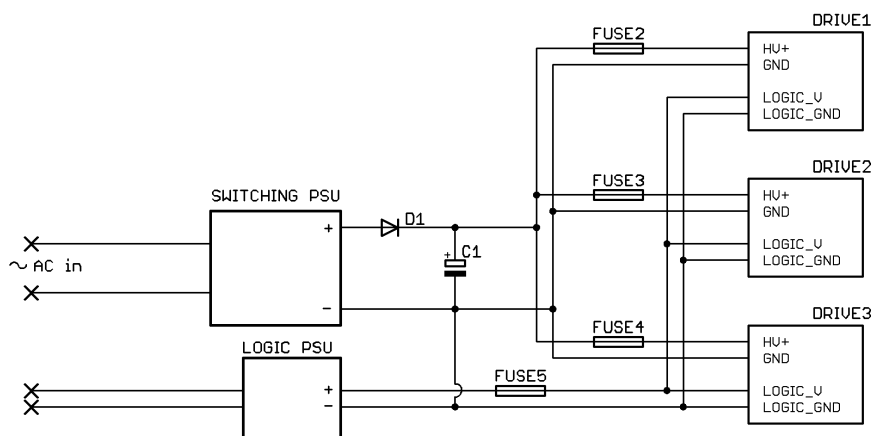 DRIVE1
FUSE2
HV+
GND
LOGIC_V
LOGIC_GND
DRIVE2
FUSE3
HV+
GND
LOGIC_V
LOGIC_GND
SWITCHING PSU
+
D1
~ AC in
+
C1
-
DRIVE3
FUSE4
HV+
GND
LOGIC PSU
+
FUSE5
LOGIC_V
-
LOGIC_GND